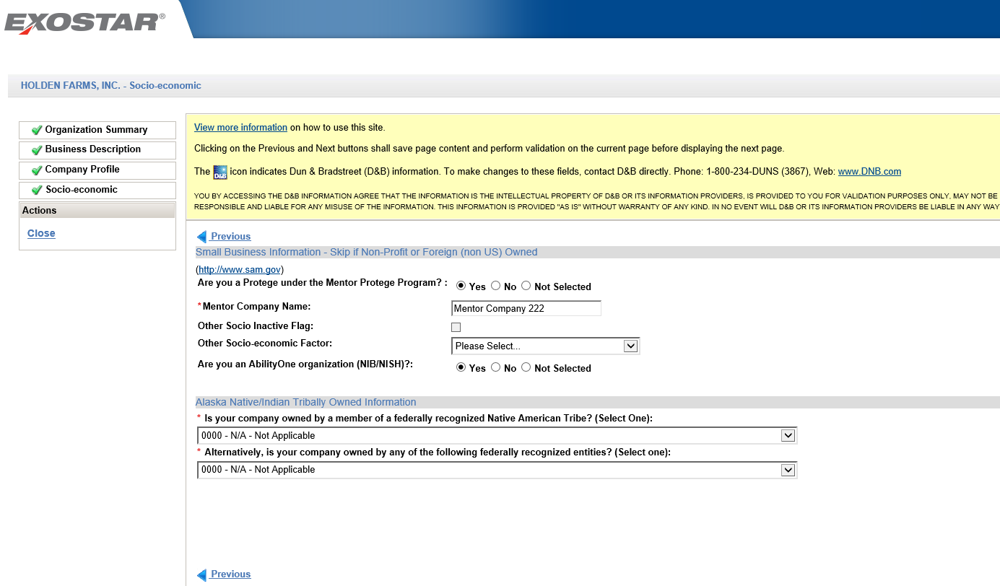 EXOSTAR®
HOLDEN FARMS, INC. - Socio-economic
Organization Summary
Business Description
Company Profile
Socio-economic
Actions
Close
View more information on how to use this site.
Clicking on the Previous and Next buttons shall save page content and perform validation on the current page before displaying the next page.
The D&B icon indicates Dun & Bradstreet (D&B) information. To make changes to these fields, contact D&B directly. Phone: 1-800-234-DUNS (3867), Web: www.DNB.com
YOU BY ACCESSING THE D&B INFORMATION AGREE THAT THE INFORMATION IS THE INTELLECTUAL PROPERTY OF D&B OR ITS INFORMATION PROVIDERS, IS PROVIDED TO YOU FOR VALIDATION PURPOSES ONLY, MAY NOT BE
RESPONSIBLE AND LIABLE FOR ANY MISUSE OF THE INFORMATION. THIS INFORMATION IS PROVIDED "AS IS" WITHOUT WARRANTY OF ANY KIND. IN NO EVENT WILL D&B OR ITS INFORMATION PROVIDERS BE LIABLE IN ANY WAY
Previous
Small Business Information - Skip if Non-Profit or Foreign (non US) Owned
(http://www.sam.gov)
Are you a Protege under the Mentor Protege Program? : Yes No Not Selected
*Mentor Company Name: Mentor Company 222
Other Socio Inactive Flag:
Other Socio-economic Factor: Please Select...
Are you an AbilityOne organization (NIB/NISH)?: Yes No Not Selected
Alaska Native/Indian Tribally Owned Information
* Is your company owned by a member of a federally recognized Native American Tribe? (Select One):
0000 - N/A - Not Applicable
* Alternatively, is your company owned by any of the following federally recognized entities? (Select one):
0000 - N/A - Not Applicable
Previous